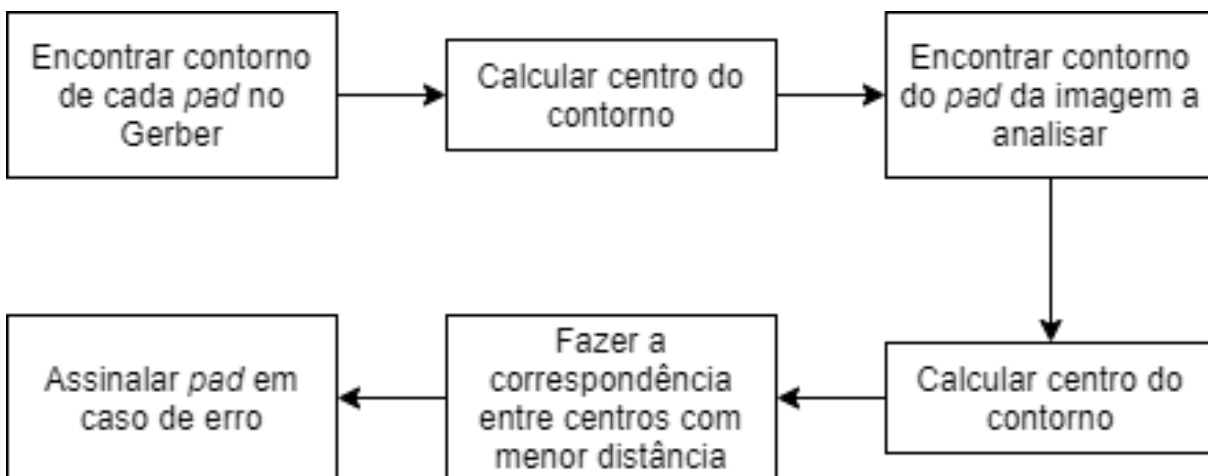 Encontrar contorno
de cada pad no
Gerber
Calcular centro do
contorno
Encontrar contorno
do pad da imagem a
analisar
Calcular centro do
contorno
Fazer a
correspondência
entre centros com
menor distância
Assinalar pad em
caso de erro